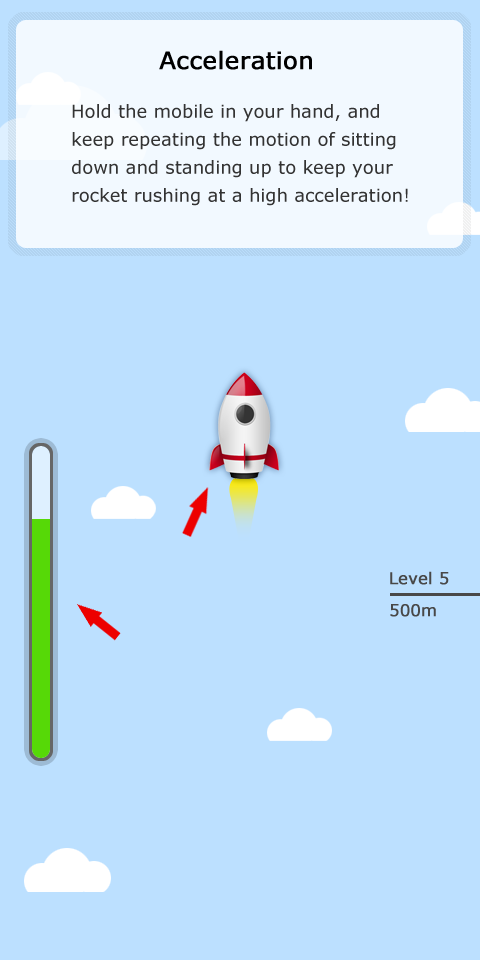 Acceleration
Hold the mobile in your hand, and
keep repeating the motion of sitting
down and standing up to keep your
rocket rushing at a high acceleration!
Level 5
500m